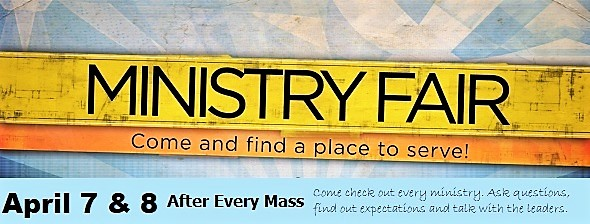 MINISTRY FAIR
Come and find a place to serve!
April 7 & 8 After Every Mass
Come check out every ministry. Ask questions,
find out expectations and talk with the leaders.